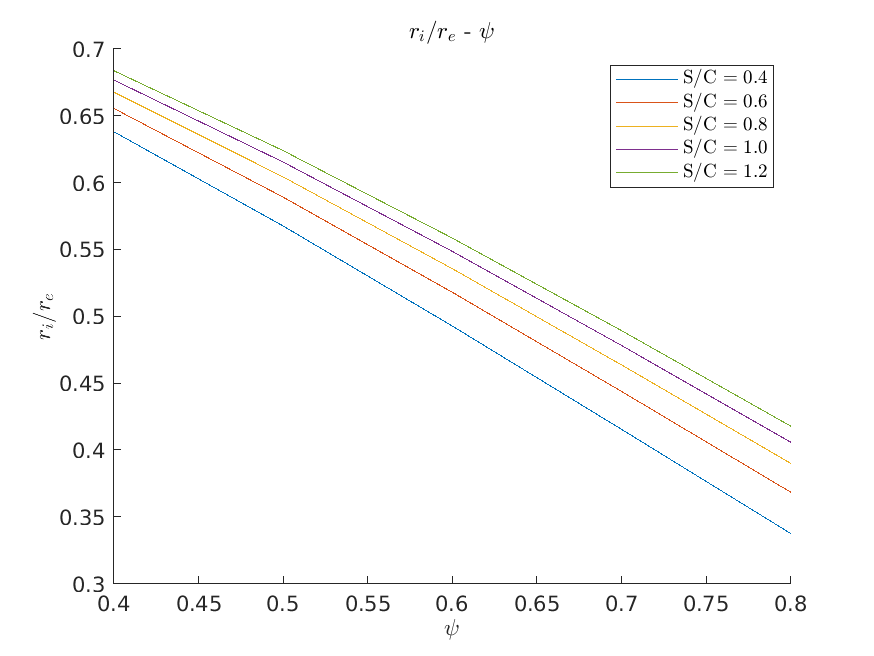 r_i/r_e - ψ
0.7
0.65
0.6
0.55
0.5
0.45
0.4
0.35
0.3
r_i/r_e
S/C = 0.4
S/C = 0.6
S/C = 0.8
S/C = 1.0
S/C = 1.2
0.4 0.45 0.5 0.55 0.6 0.65 0.7 0.75 0.8
ψ